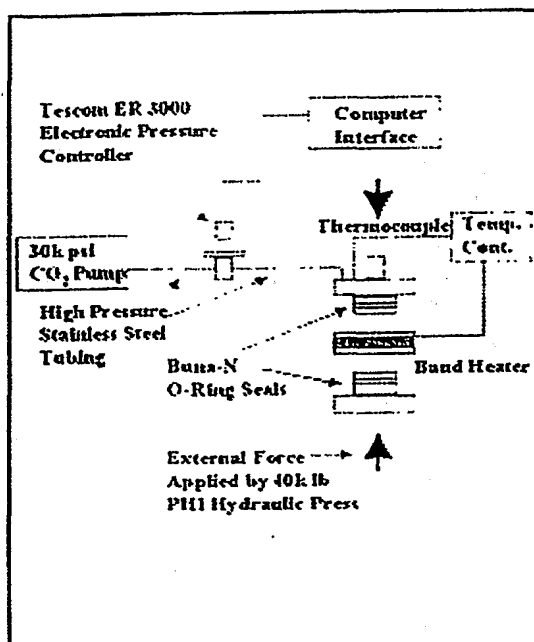 Tescom ER 3000
Electronic Pressure
Controller
Computer
Interface
Thermocouple
Temp.
Cont.
30k psi
CO2 Pump
High Pressure
Stainless Steel
Tubing
Buna-N
O-Ring Seals
Band Heater
External Force
Applied by 40k lb
PHI Hydraulic Press